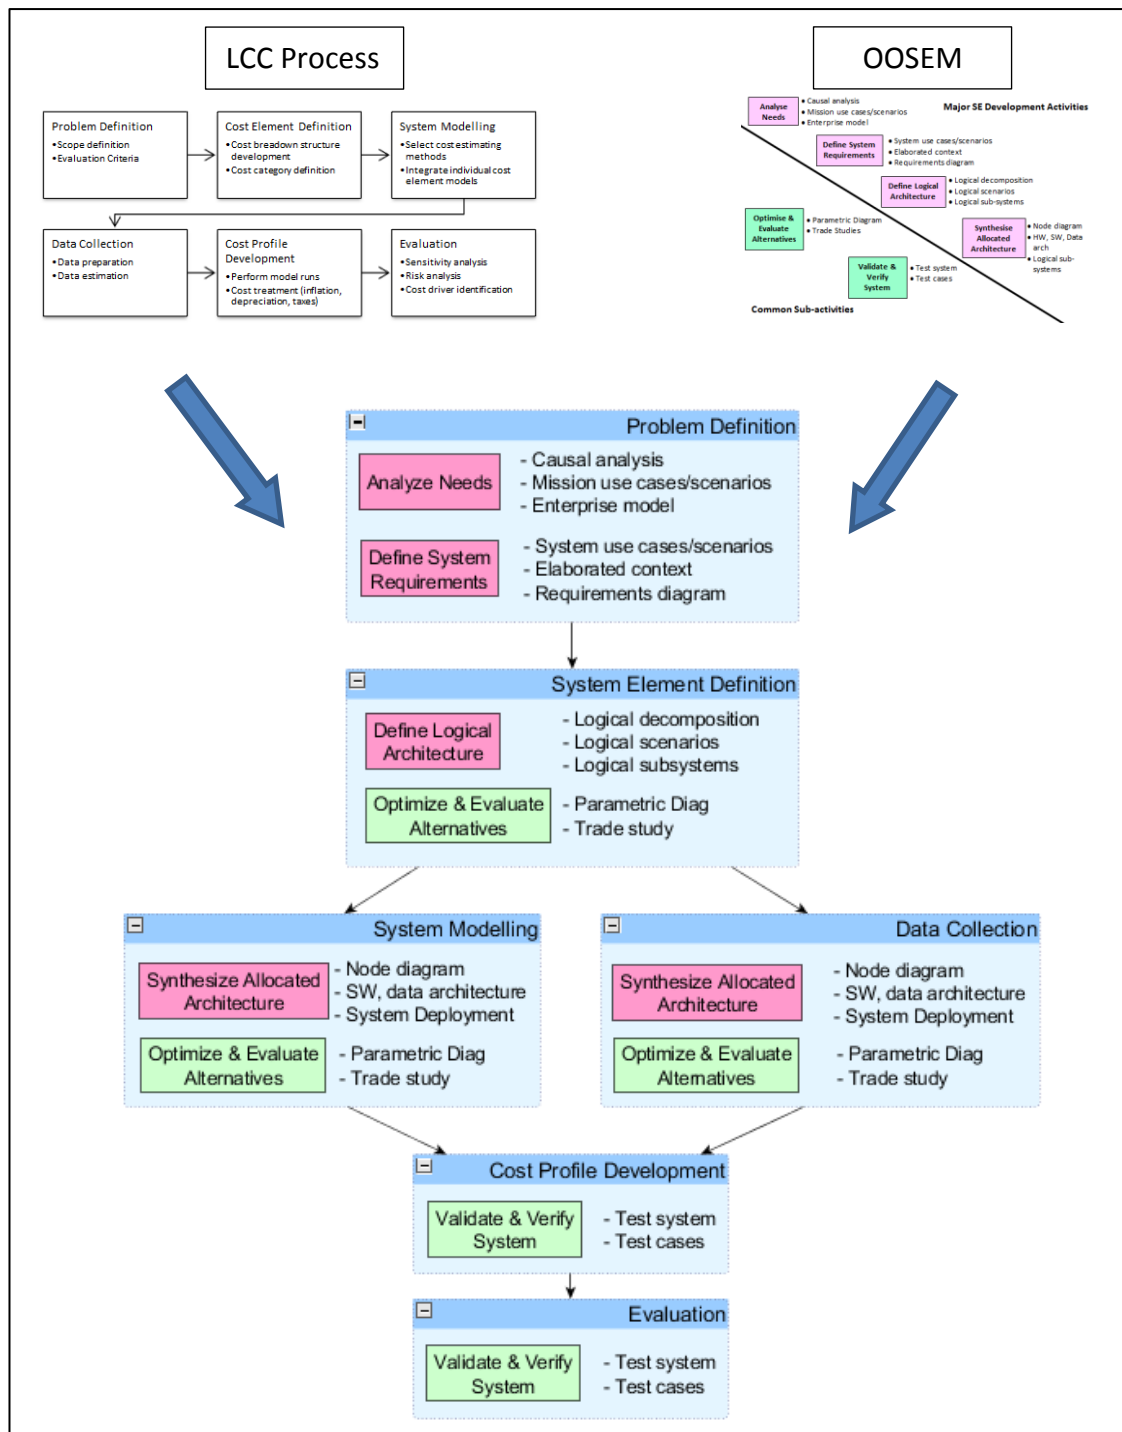 LCC Process
OOSEM
Problem Definition
•Scope definition
•Evaluation Criteria
Cost Element Definition
•Cost breadown structure
development
•Cost category definition
System Modelling
•Select cost estimating
methods
•Integrate individual cost
element models
Data Collection
•Data preparation
•Data estimation
Cost Profile
Development
•Perform model runs
•Cost treatment (inflation,
depreciation, taxes)
Evaluation
•Sensitivity analysis
•Risk analysis
•Cost driver identification
Major SE Development Activities
Analyse
Needs
• Causal analysis
• Mission use cases/scenarios
• Enterprise model
Define System
Requirements
• System use cases/scenarios
• Elaborated context
• Requirements diagram
Define Logical
Architecture
• Logical decomposition
• Logical scenarios
• Logical sub-systems
Optimise &
Evaluate
Alternatives
• Parametric Diagram
• Trade Studies
Synthesise
Allocated
Architecture
• Node diagram
• HW, SW, Data
arch
• Logical sub-
systems
Validate &
Verify
System
• Test system
• Test cases
Common Sub-activities
Problem Definition
Analyze Needs
- Causal analysis
- Mission use cases/scenarios
- Enterprise model
Define System
Requirements
- System use cases/scenarios
- Elaborated context
- Requirements diagram
System Element Definition
Define Logical
Architecture
- Logical decomposition
- Logical scenarios
- Logical subsystems
Optimize & Evaluate
Alternatives
- Parametric Diag
- Trade study
System Modelling
Synthesize Allocated
Architecture
- Node diagram
- SW, data architecture
- System Deployment
Optimize & Evaluate
Alternatives
- Parametric Diag
- Trade study
Data Collection
Synthesize Allocated
Architecture
- Node diagram
- SW, data architecture
- System Deployment
Optimize & Evaluate
Alternatives
- Parametric Diag
- Trade study
Cost Profile Development
Validate & Verify
System
- Test system
- Test cases
Evaluation
Validate & Verify
System
- Test system
- Test cases